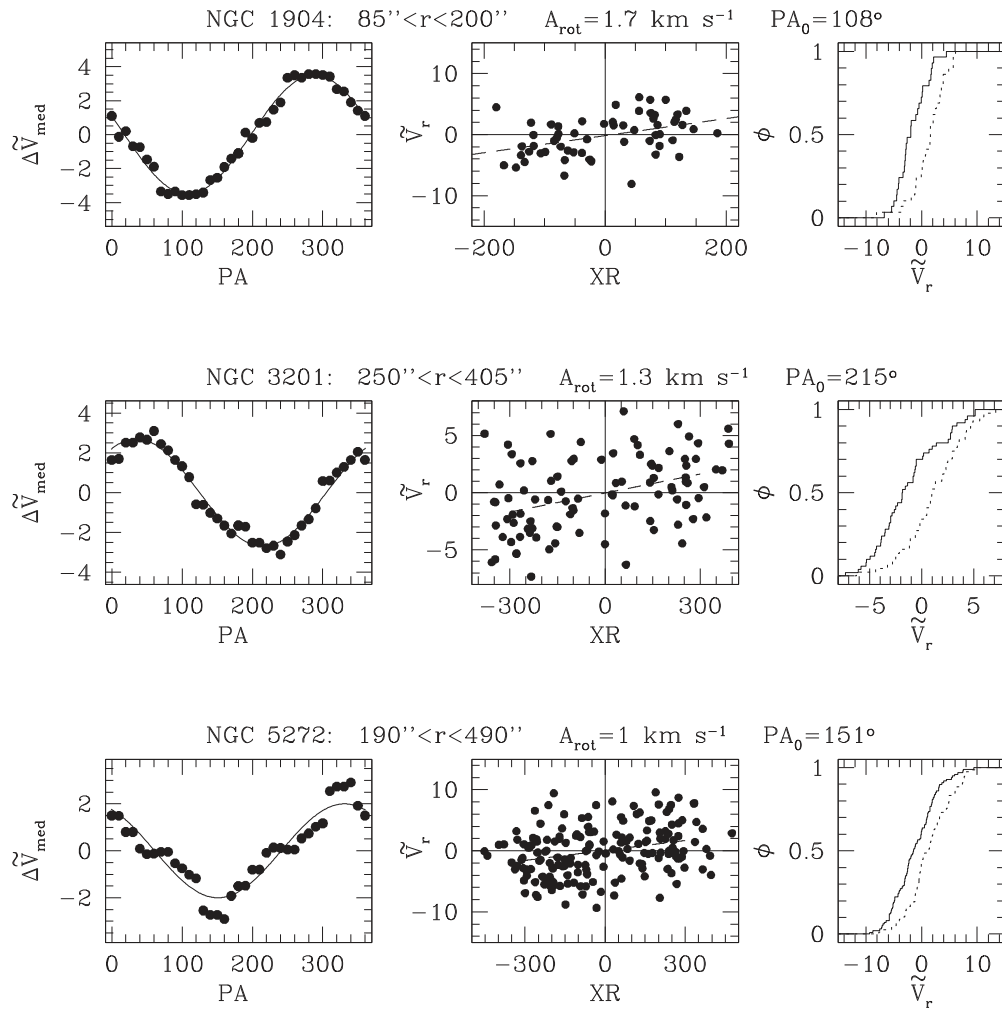 NGC 1904: 85''<r<200'' A_rot=1.7 km s⁻¹ PA₀=108°
ΔṼ_med
4
2
0
−2
−4
0 100 200 300
PA
Ṽ_r
10
0
−10
−200 0 200
XR
ϕ
1
0.5
0
−10 0 10
Ṽ_r
NGC 3201: 250''<r<405'' A_rot=1.3 km s⁻¹ PA₀=215°
ΔṼ_med
4
2
0
−2
−4
0 100 200 300
PA
Ṽ_r
5
0
−5
−300 0 300
XR
ϕ
1
0.5
0
−5 0 5
Ṽ_r
NGC 5272: 190''<r<490'' A_rot=1 km s⁻¹ PA₀=151°
ΔṼ_med
2
0
−2
0 100 200 300
PA
Ṽ_r
10
0
−10
−300 0 300
XR
ϕ
1
0.5
0
−10 0 10
Ṽ_r